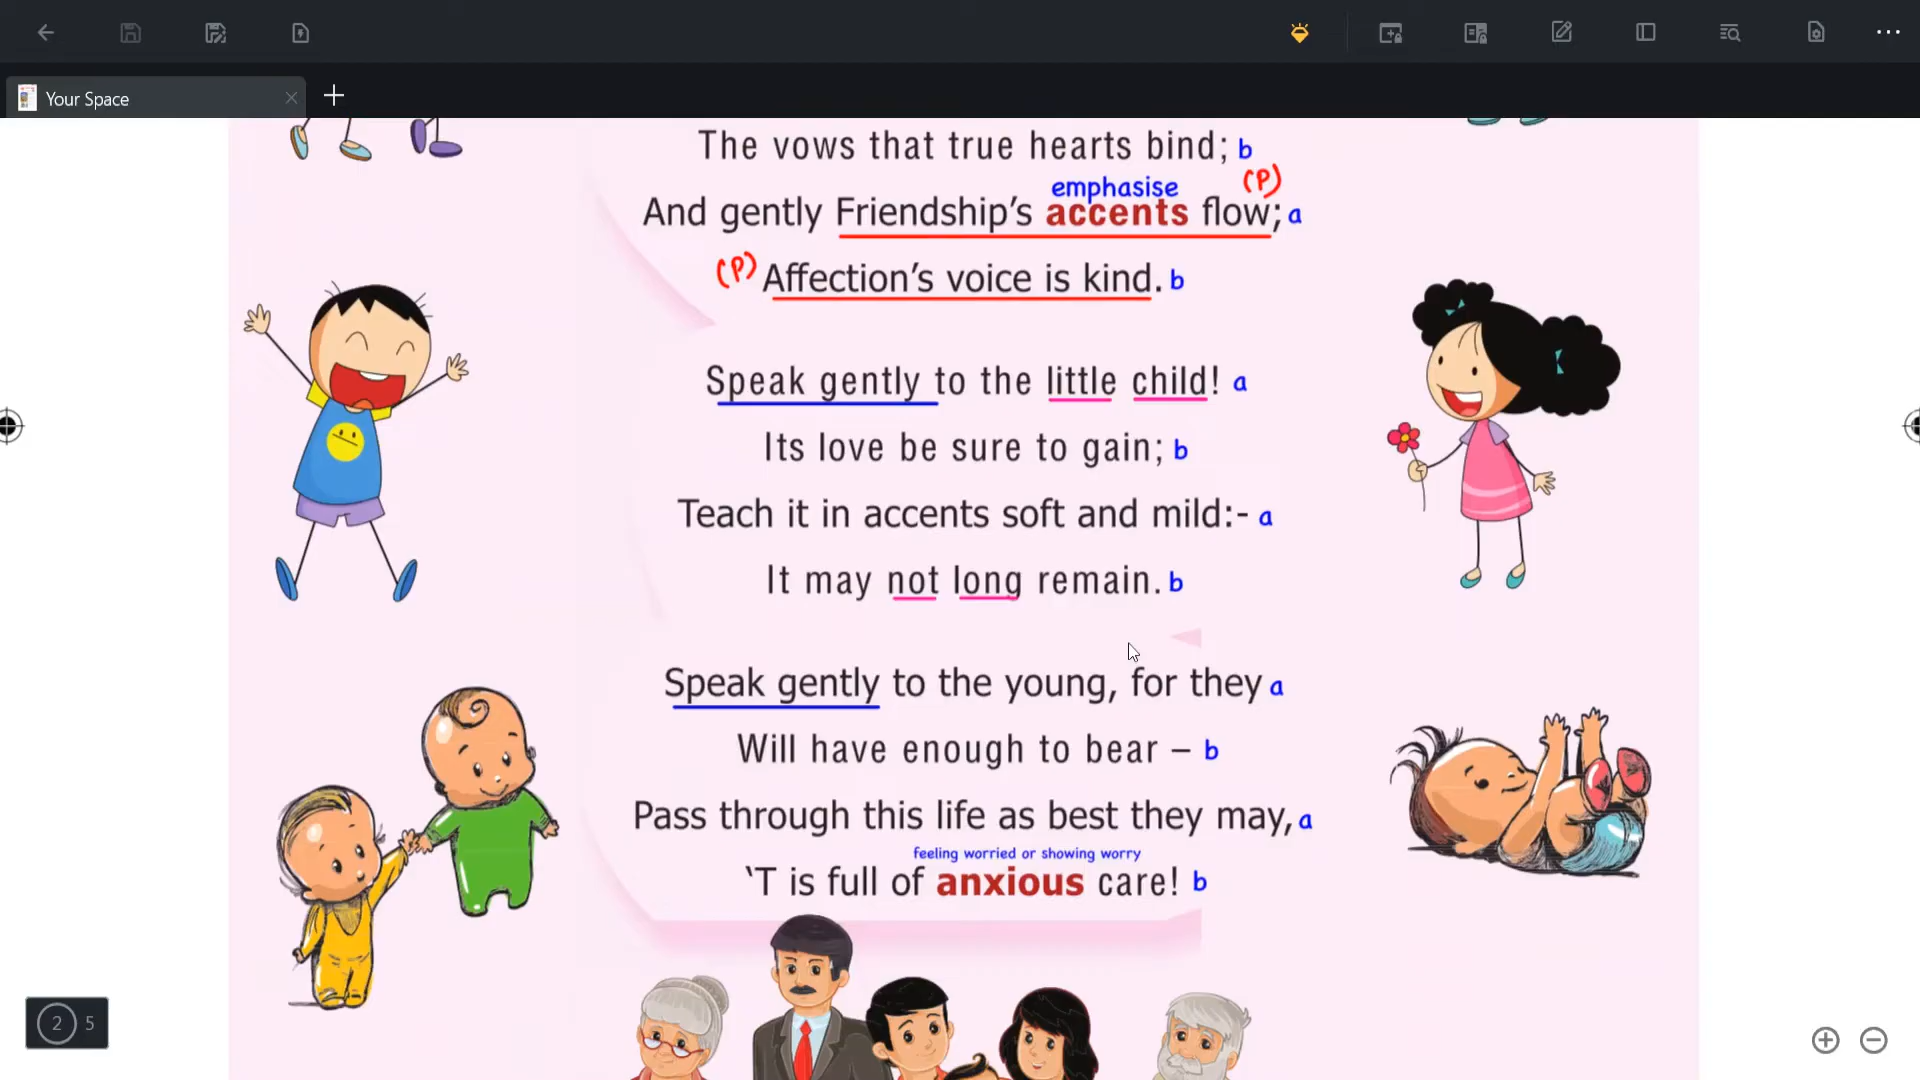 Your Space
The vows that true hearts bind; b
emphasise (P)
And gently Friendship's accents flow; a
(P) Affection's voice is kind. b
Speak gently to the little child! a
Its love be sure to gain; b
Teach it in accents soft and mild:- a
It may not long remain. b
Speak gently to the young, for they a
Will have enough to bear – b
Pass through this life as best they may, a
feeling worried or showing worry
‘T is full of anxious care! b
2 5